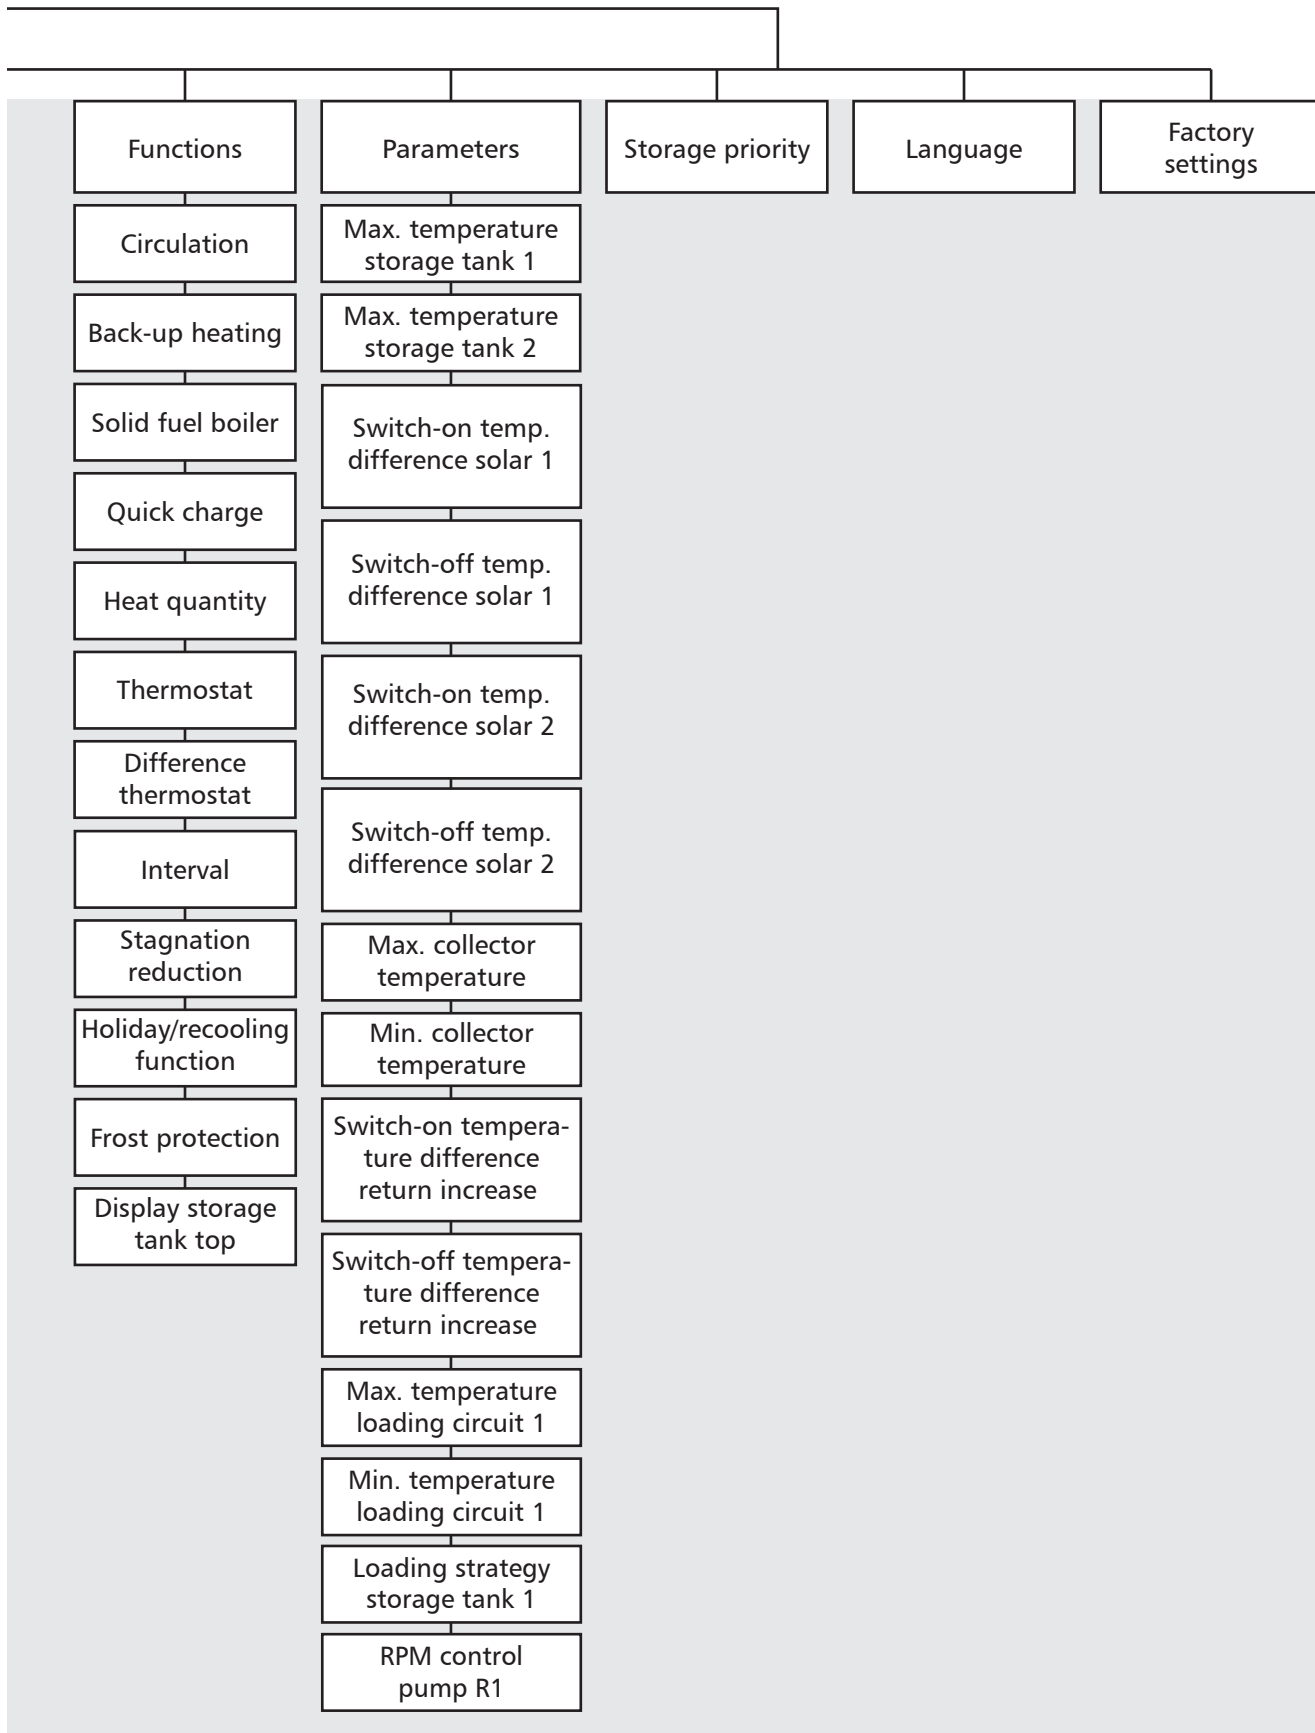 Functions
Parameters
Storage priority
Language
Factory
settings
Circulation
Back-up heating
Solid fuel boiler
Quick charge
Heat quantity
Thermostat
Difference
thermostat
Interval
Stagnation
reduction
Holiday/recooling
function
Frost protection
Display storage
tank top
Max. temperature
storage tank 1
Max. temperature
storage tank 2
Switch-on temp.
difference solar 1
Switch-off temp.
difference solar 1
Switch-on temp.
difference solar 2
Switch-off temp.
difference solar 2
Max. collector
temperature
Min. collector
temperature
Switch-on tempera-
ture difference
return increase
Switch-off tempera-
ture difference
return increase
Max. temperature
loading circuit 1
Min. temperature
loading circuit 1
Loading strategy
storage tank 1
RPM control
pump R1